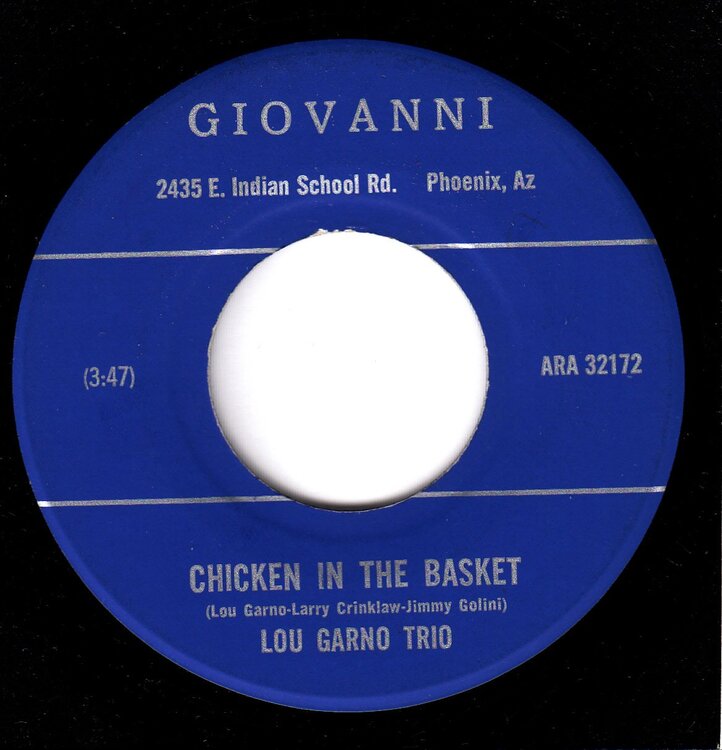 GIOVANNI
2435 E. Indian School Rd. Phoenix, Az
(3:47) ARA 32172
CHICKEN IN THE BASKET
(Lou Garno-Larry Crinklaw-Jimmy Golini)
LOU GARNO TRIO